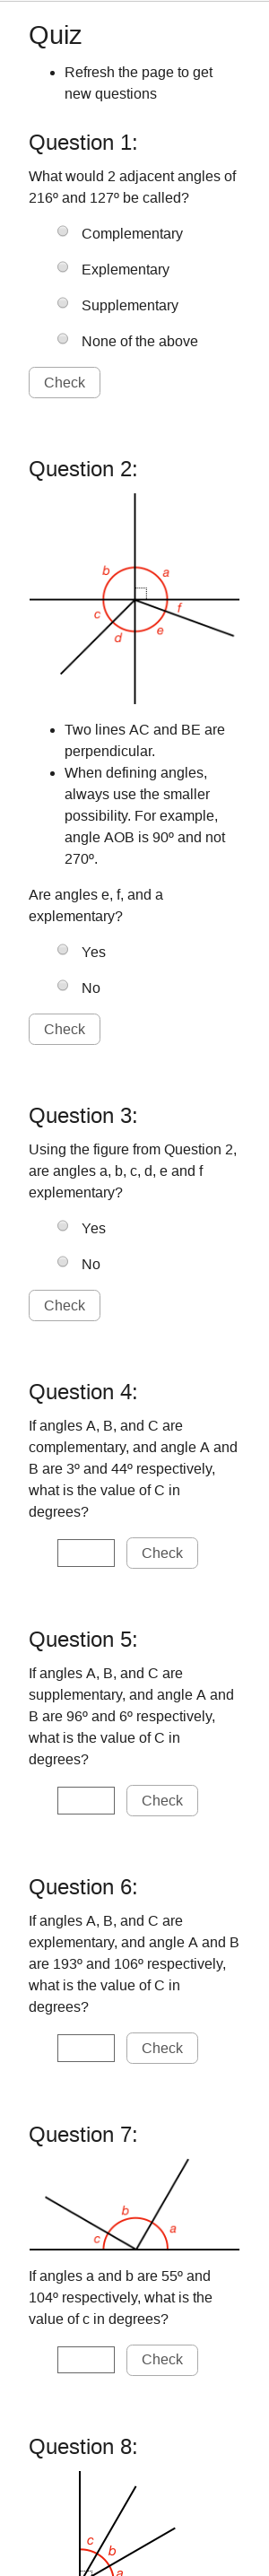 Quiz
Refresh the page to get
new questions
Question 1:
What would 2 adjacent angles of
216º and 127º be called?
Complementary
Explementary
Supplementary
None of the above
Check
Question 2:
b
a
c
f
d
e
Two lines AC and BE are
perpendicular.
When defining angles,
always use the smaller
possibility. For example,
angle AOB is 90º and not
270º.
Are angles e, f, and a
explementary?
Yes
No
Check
Question 3:
Using the figure from Question 2,
are angles a, b, c, d, e and f
explementary?
Yes
No
Check
Question 4:
If angles A, B, and C are
complementary, and angle A and
B are 3º and 44º respectively,
what is the value of C in
degrees?
Check
Question 5:
If angles A, B, and C are
supplementary, and angle A and
B are 96º and 6º respectively,
what is the value of C in
degrees?
Check
Question 6:
If angles A, B, and C are
explementary, and angle A and B
are 193º and 106º respectively,
what is the value of C in
degrees?
Check
Question 7:
b
a
c
If angles a and b are 55º and
104º respectively, what is the
value of c in degrees?
Check
Question 8:
c
b
a